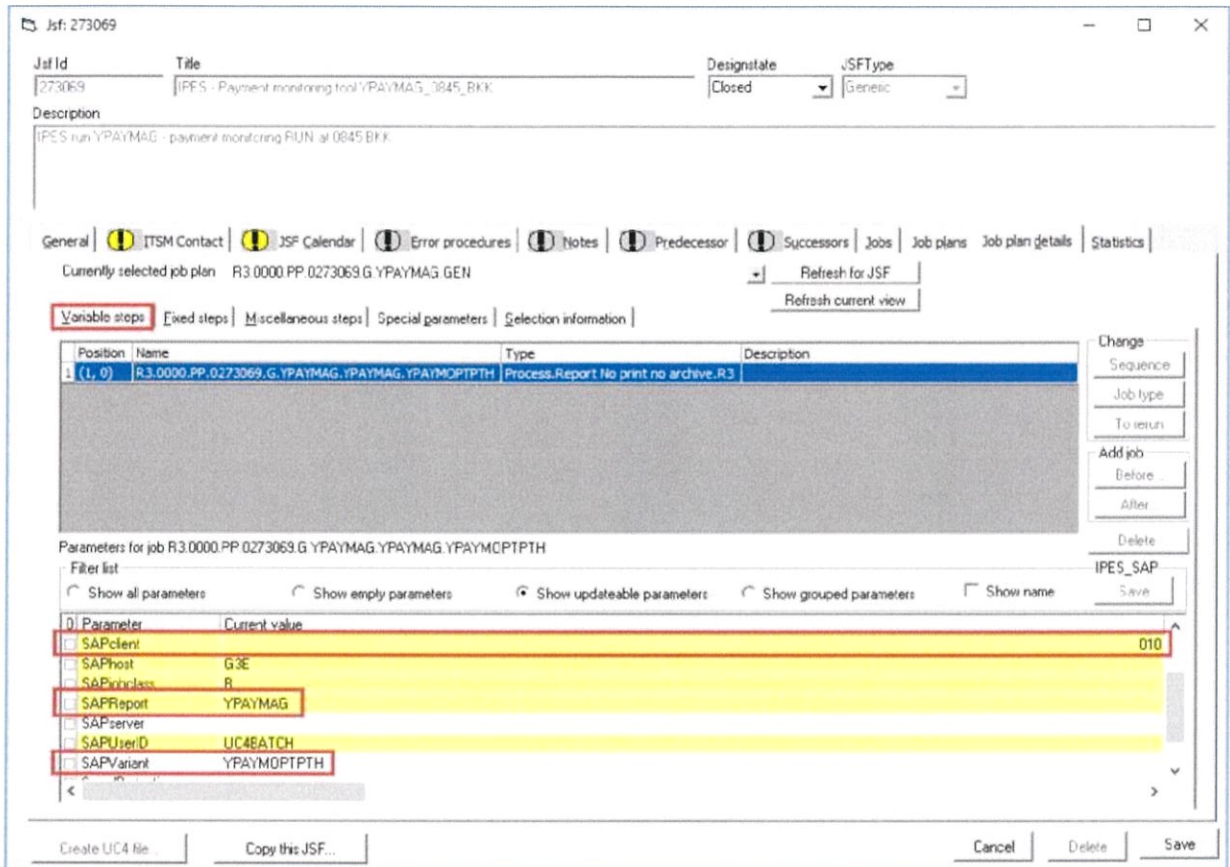 Jsf: 273069
Jsf Id Title Designstate JSFType
273069 IPES - Payment monitoring tool YPAYMAG_0845_BKK Closed Generic
Description
IPES run YPAYMAG - payment monitoring RUN at 0845 BKK
General ITSM Contact JSF Calendar Error procedures Notes Predecessor Successors Jobs Job plans Job plan details Statistics
Currently selected job plan R3.0000.PP.0273069.G.YPAYMAG.GEN Refresh for JSF
Refresh current view
Variable steps Fixed steps Miscellaneous steps Special parameters Selection information
Position Name Type Description
1 (1, 0) R3.0000.PP.0273069.G.YPAYMAG.YPAYMAG.YPAYMOPTPTH Process.Report No print no archive.R3
Change
Sequence
Job type
To rerun
Add job
Before...
After...
Delete
Parameters for job R3.0000.PP.0273069.G.YPAYMAG.YPAYMAG.YPAYMOPTPTH
Filter list IPES_SAP
Show all parameters Show empty parameters Show updateable parameters Show grouped parameters Show name Save
0 Parameter Current value
SAPclient 010
SAPhost G3E
SAPjobclass B
SAPReport YPAYMAG
SAPserver
SAPUserID UC4BATCH
SAPVariant YPAYMOPTPTH
Create UC4 file... Copy this JSF... Cancel Delete Save